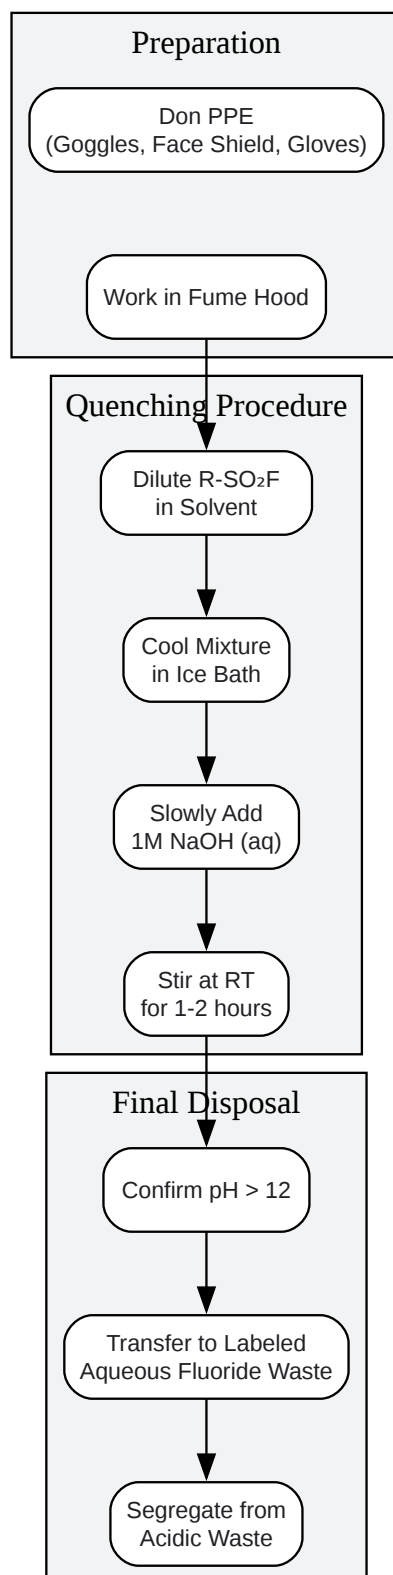 Preparation
Don PPE
(Goggles, Face Shield, Gloves)
Work in Fume Hood
Quenching Procedure
Dilute R-SO₂F
in Solvent
Cool Mixture
in Ice Bath
Slowly Add
1M NaOH (aq)
Stir at RT
for 1-2 hours
Final Disposal
Confirm pH > 12
Transfer to Labeled
Aqueous Fluoride Waste
Segregate from
Acidic Waste